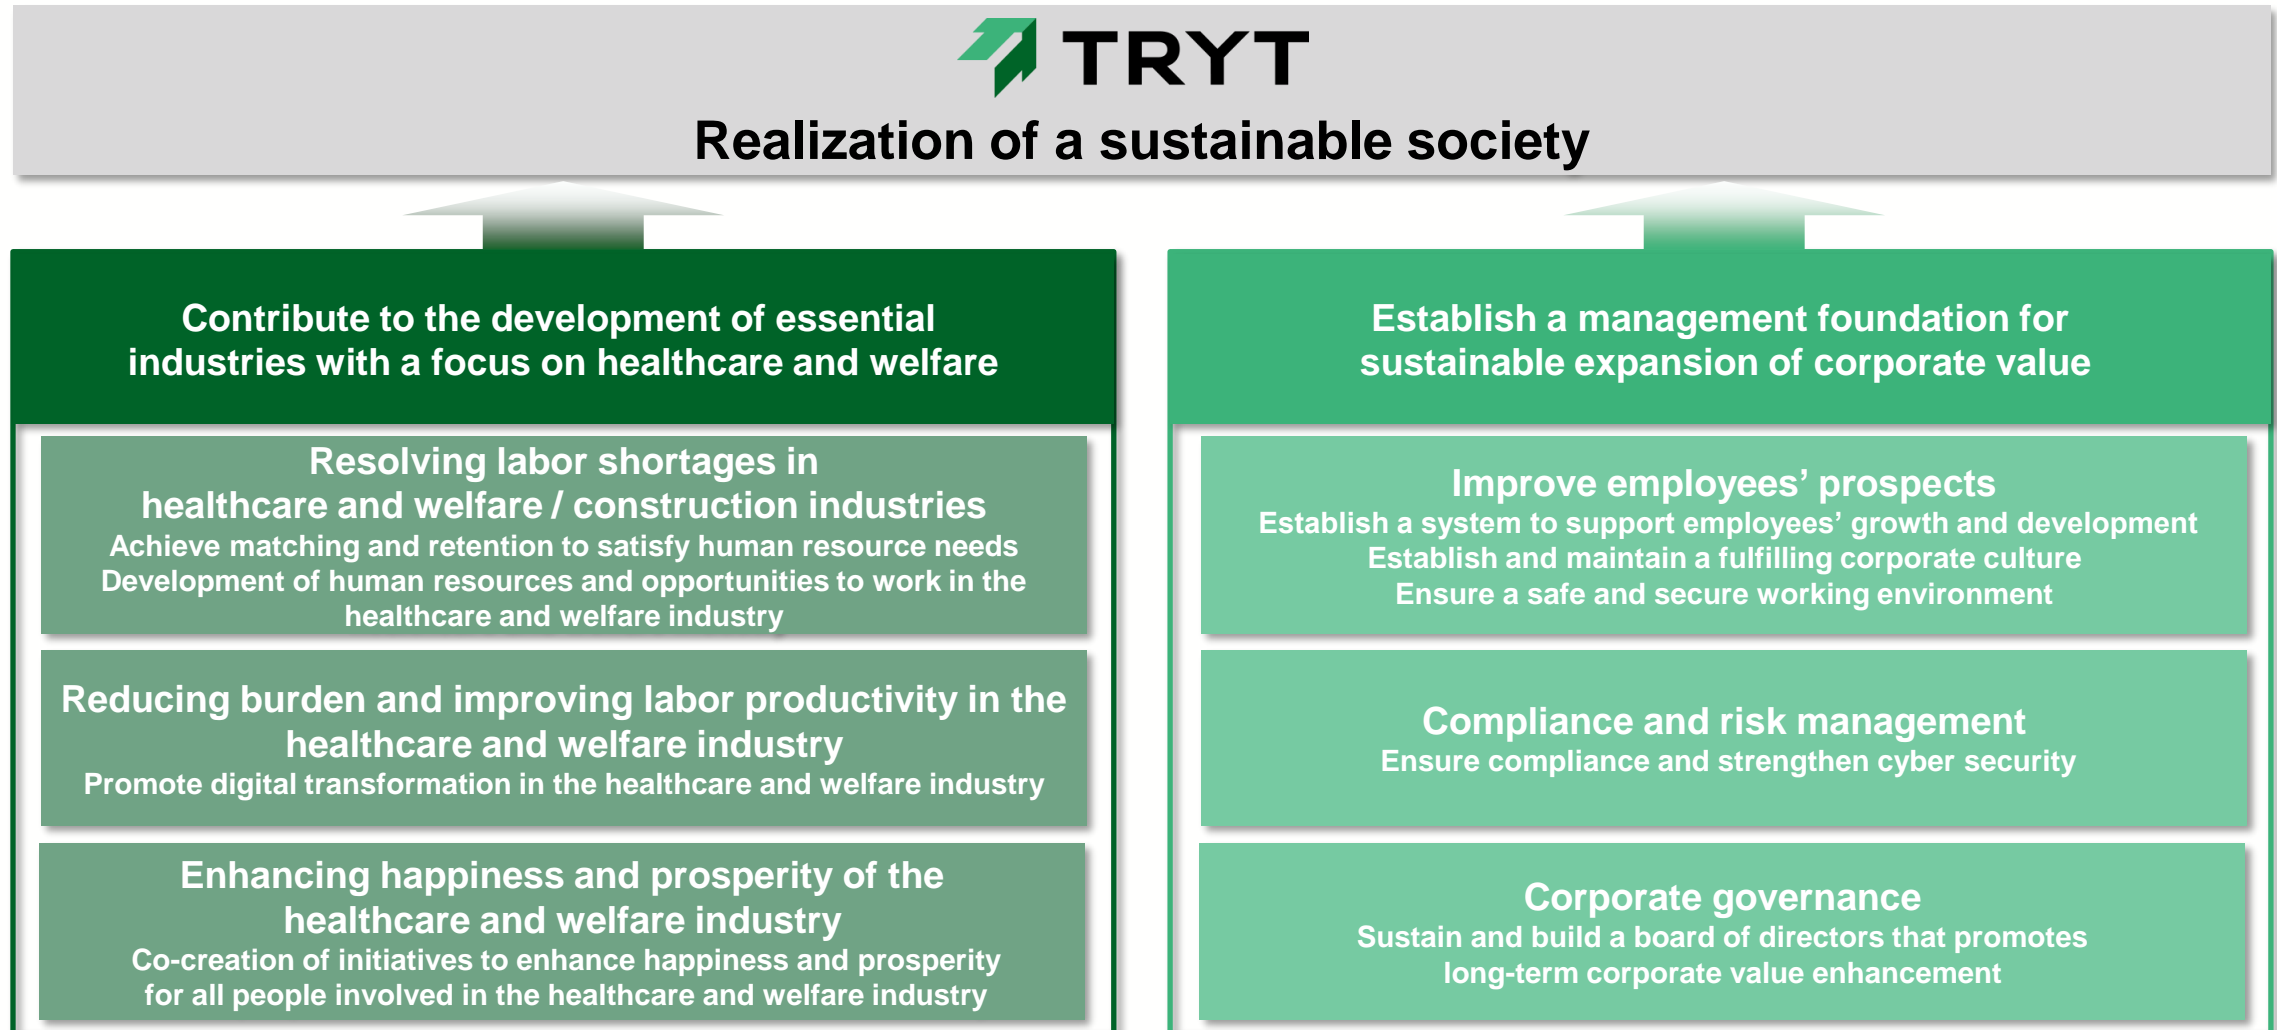 TRYT
Realization of a sustainable society
Contribute to the development of essential
industries with a focus on healthcare and welfare
Resolving labor shortages in
healthcare and welfare / construction industries
Achieve matching and retention to satisfy human resource needs
Development of human resources and opportunities to work in the
healthcare and welfare industry
Reducing burden and improving labor productivity in the
healthcare and welfare industry
Promote digital transformation in the healthcare and welfare industry
Enhancing happiness and prosperity of the
healthcare and welfare industry
Co-creation of initiatives to enhance happiness and prosperity
for all people involved in the healthcare and welfare industry
Establish a management foundation for
sustainable expansion of corporate value
Improve employees’ prospects
Establish a system to support employees’ growth and development
Establish and maintain a fulfilling corporate culture
Ensure a safe and secure working environment
Compliance and risk management
Ensure compliance and strengthen cyber security
Corporate governance
Sustain and build a board of directors that promotes
long-term corporate value enhancement